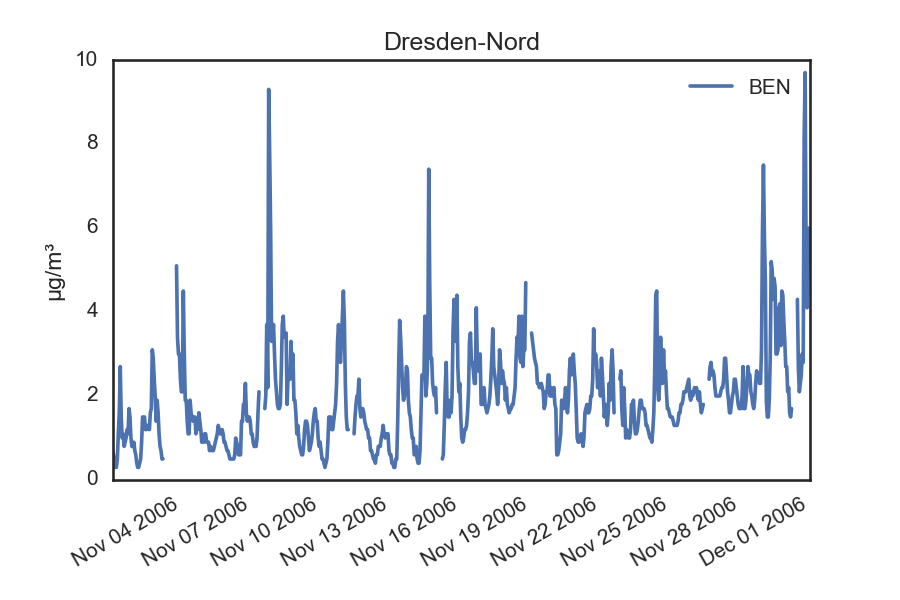 Dresden-Nord
10
8
6
4
2
0
µg/m³
BEN
Nov 04 2006
Nov 07 2006
Nov 10 2006
Nov 13 2006
Nov 16 2006
Nov 19 2006
Nov 22 2006
Nov 25 2006
Nov 28 2006
Dec 01 2006